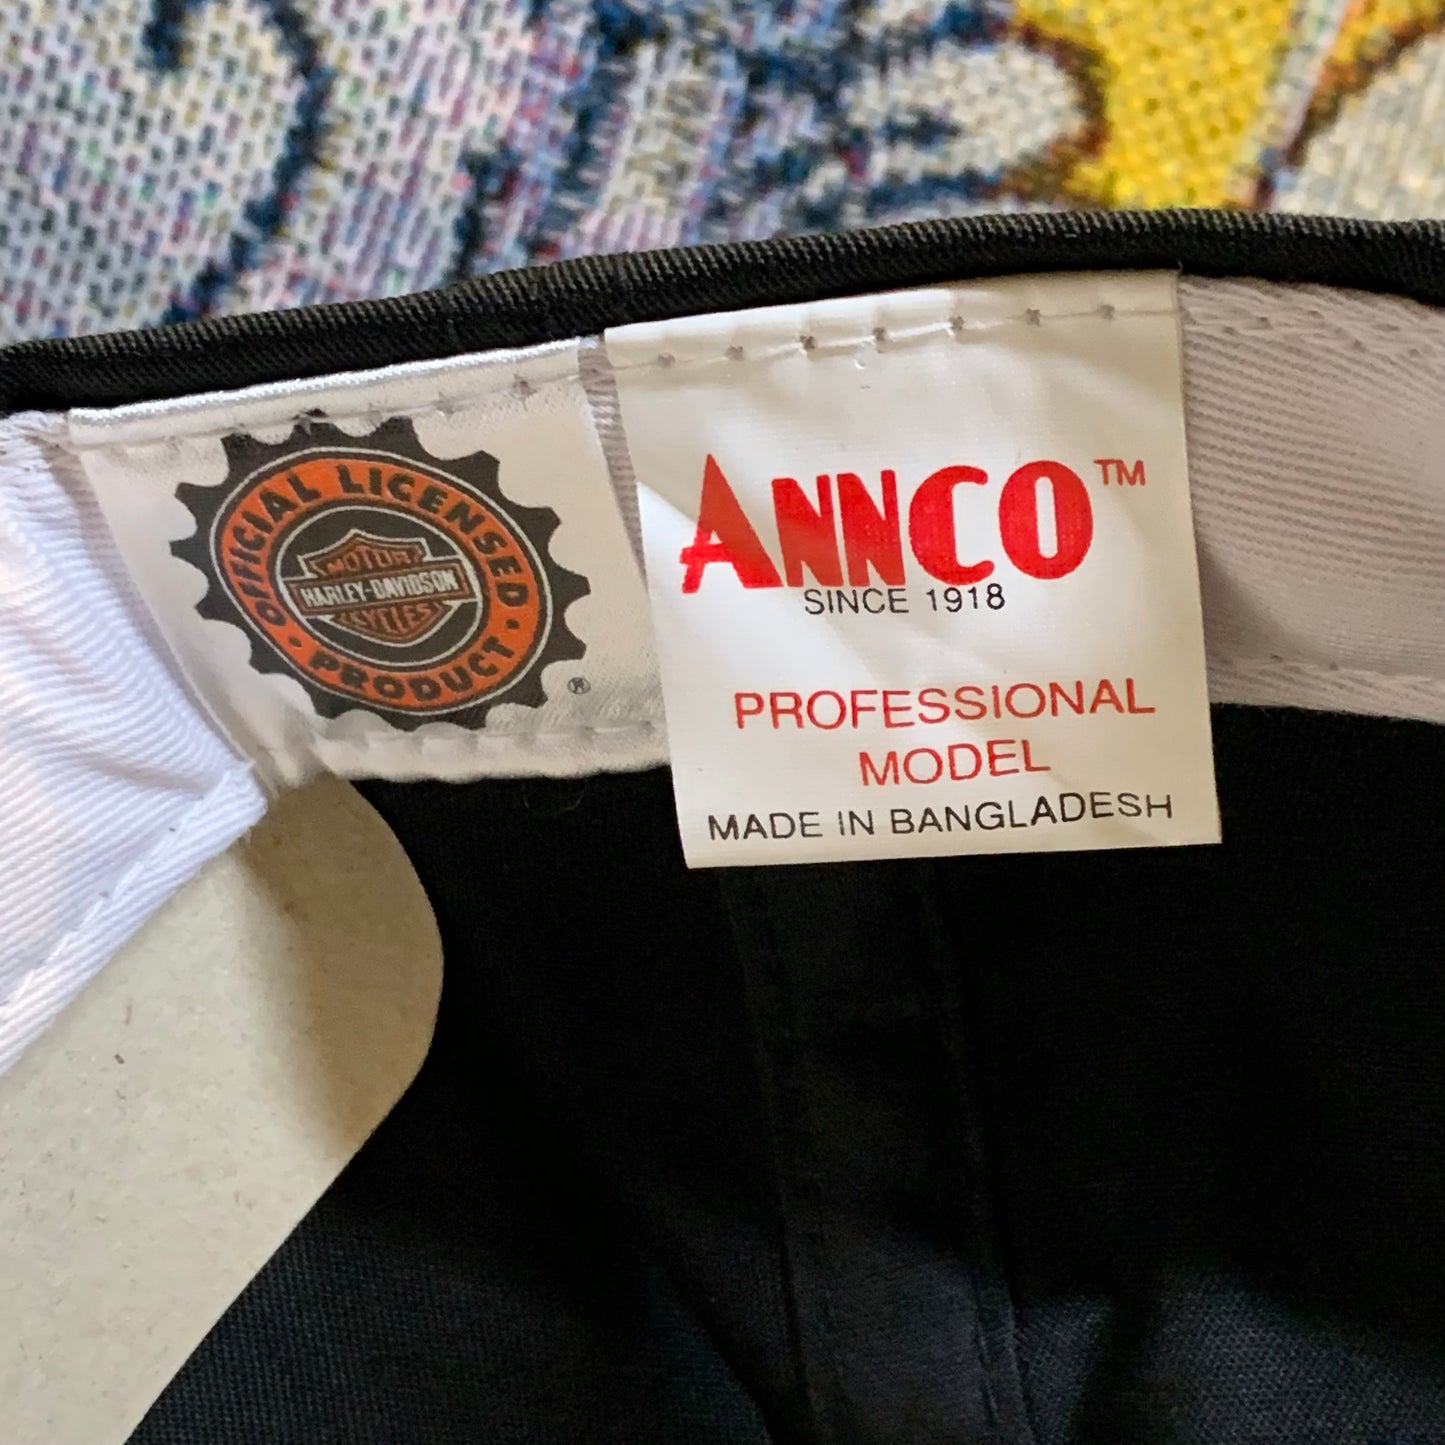 OFFICIAL LICENSED
MOTOR
HARLEY-DAVIDSON
CYCLES
• PRODUCT •
®
ANNCO™
SINCE 1918
PROFESSIONAL
MODEL
MADE IN BANGLADESH